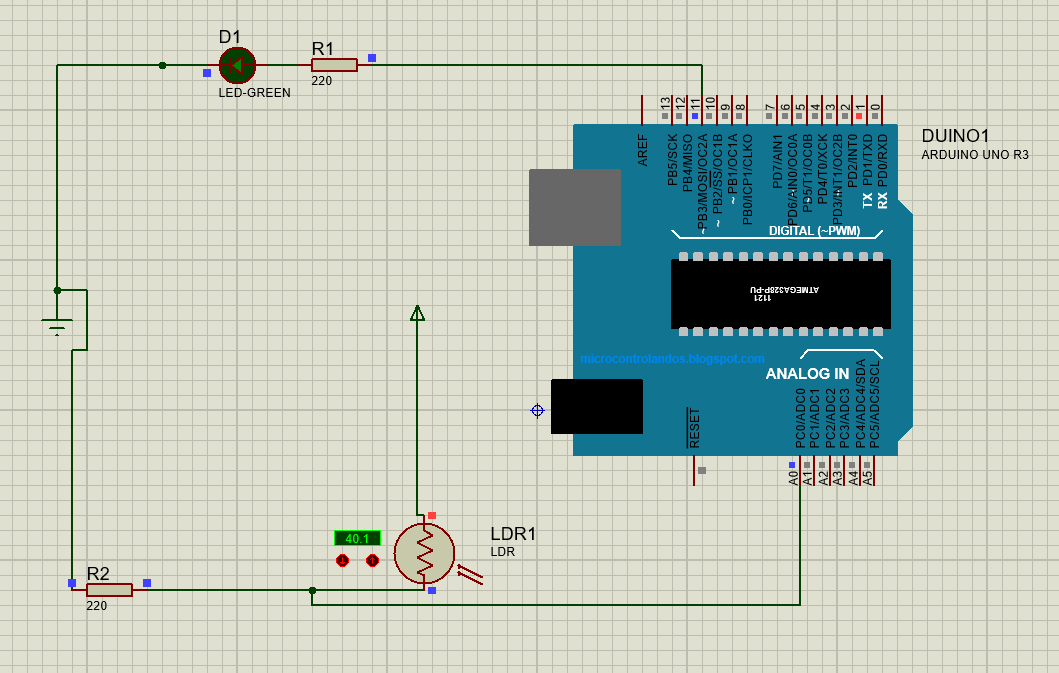 D1
LED-GREEN
R1
220
13
12
11
10
9
8
7
6
5
4
3
2
1
0
AREF
PB5/SCK
PB4/MISO
PB3/MOSI/OC2A
PB2/SS/OC1B
PB1/OC1A
PB0/ICP1/CLKO
PD7/AIN1
PD6/AIN0/OC0A
PD5/T1/OC0B
PD4/T0/XCK
PD3/INT1/OC2B
PD2/INT0
PD1/TXD
PD0/RXD
~
~
~
~
~
~
TX
RX
DIGITAL (~PWM)
DUINO1
ARDUINO UNO R3
ATMEGA328P-PU
1121
microcontrolandos.blogspot.com
ANALOG IN
RESET
PC0/ADC0
PC1/ADC1
PC2/ADC2
PC3/ADC3
PC4/ADC4/SDA
PC5/ADC5/SCL
A0
A1
A2
A3
A4
A5
40.1
LDR1
LDR
R2
220